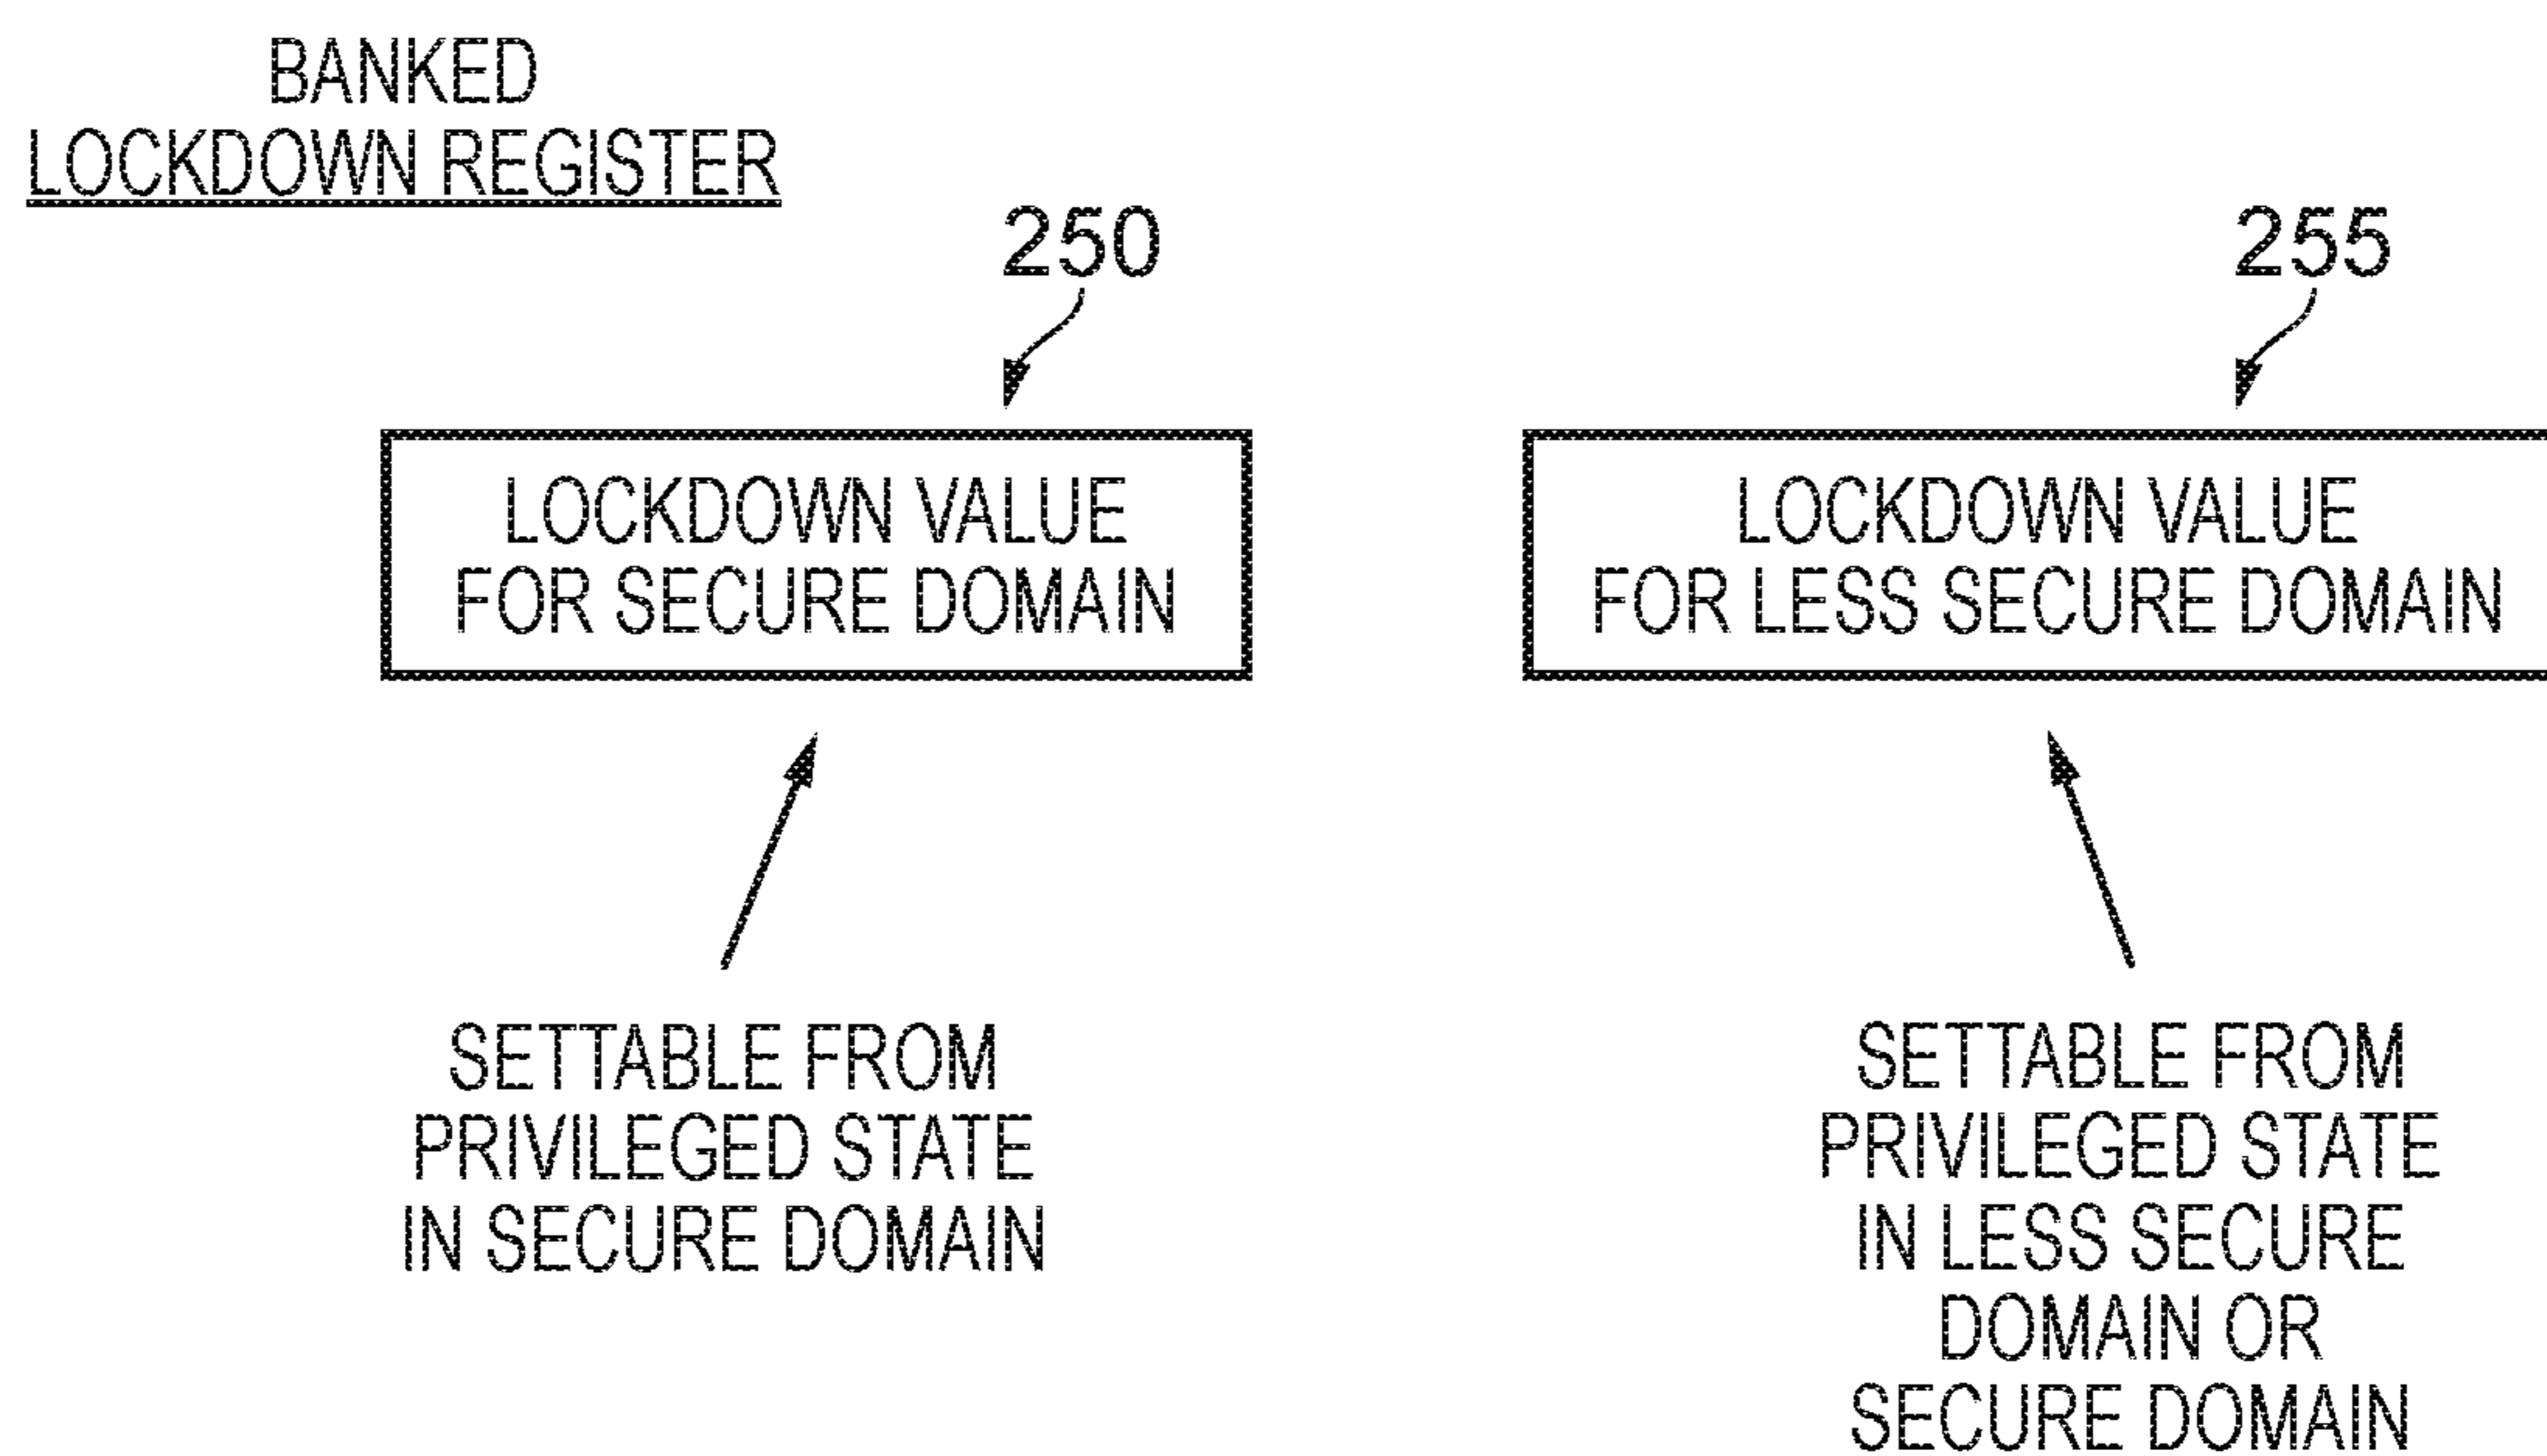 BANKED
LOCKDOWN REGISTER
250
255
LOCKDOWN VALUE
FOR SECURE DOMAIN
LOCKDOWN VALUE
FOR LESS SECURE DOMAIN
SETTABLE FROM
PRIVILEGED STATE
IN SECURE DOMAIN
SETTABLE FROM
PRIVILEGED STATE
IN LESS SECURE
DOMAIN OR
SECURE DOMAIN